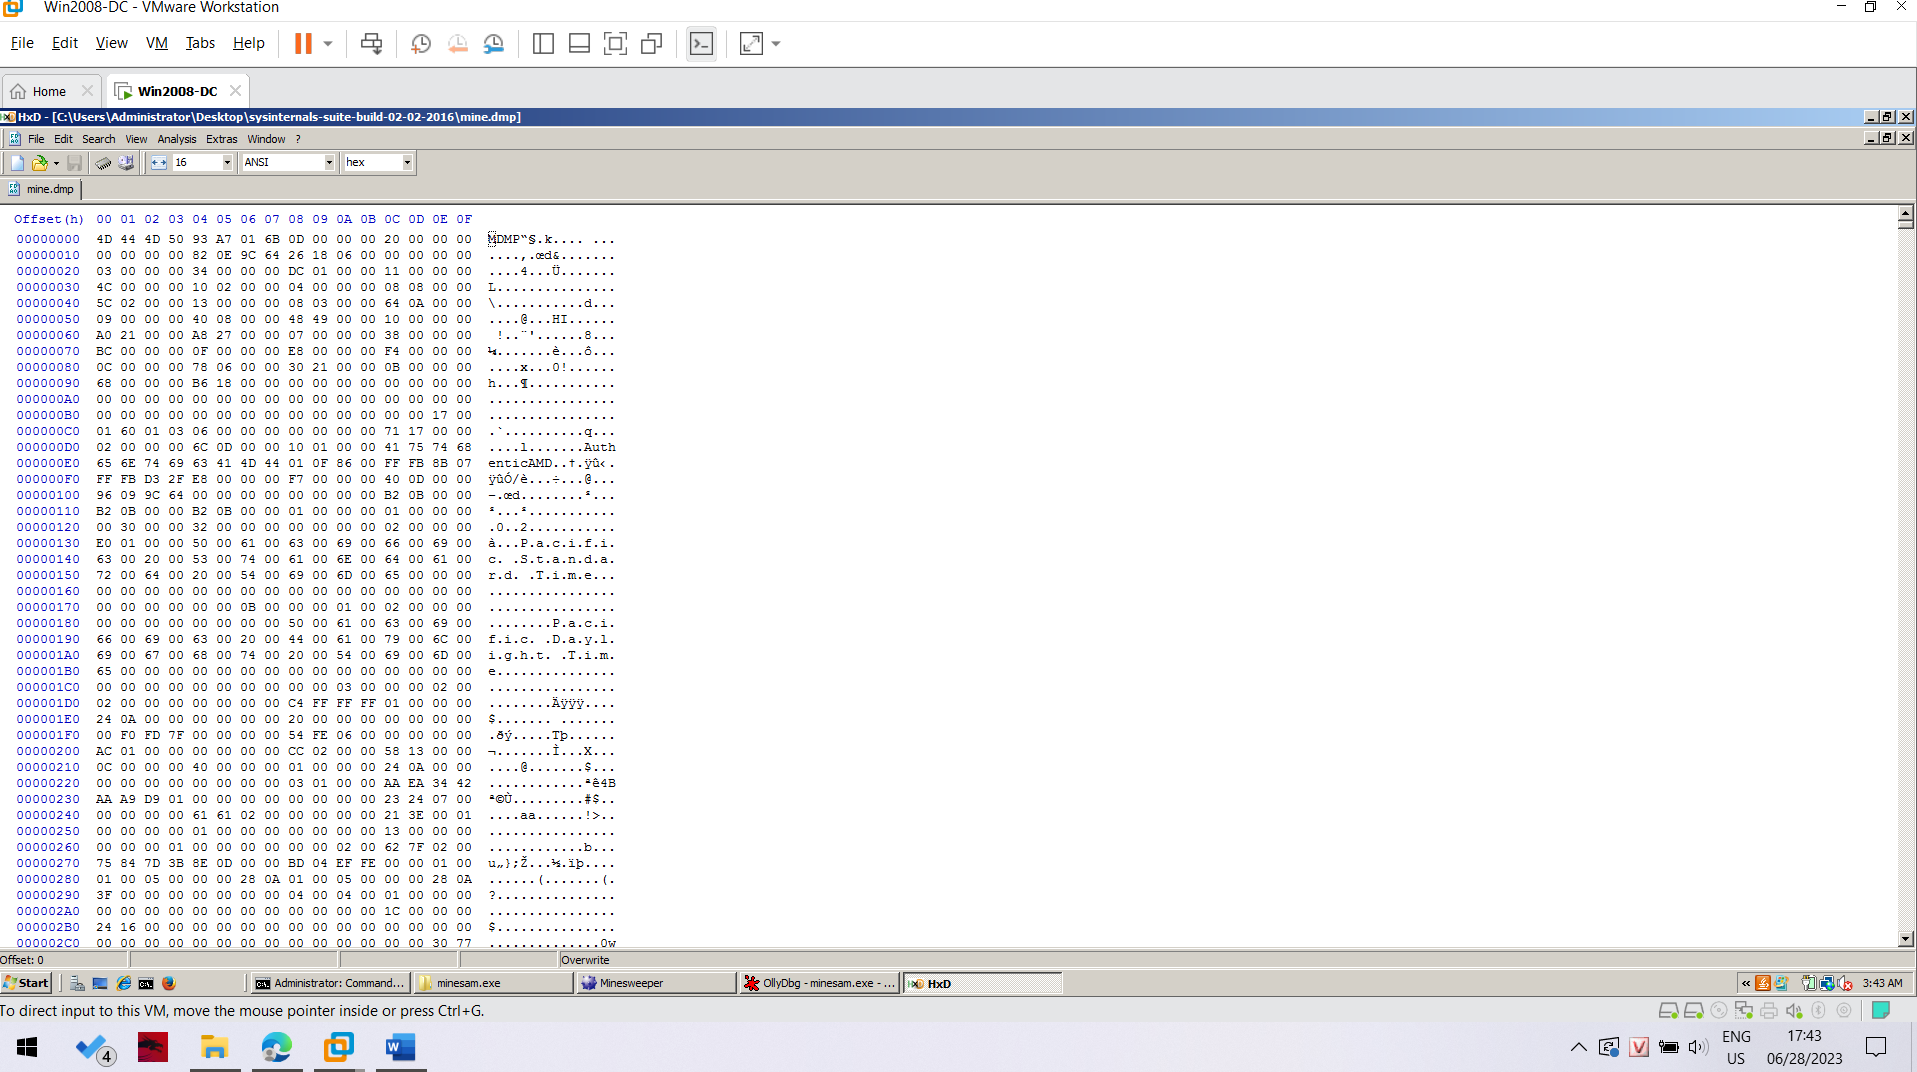 Win2008-DC - VMware Workstation
File Edit View VM Tabs Help
Home
Win2008-DC
HxD - [C:\Users\Administrator\Desktop\sysinternals-suite-build-02-02-2016\mine.dmp]
File Edit Search View Analysis Extras Window ?
16 ANSI hex
mine.dmp
Offset(h) 00 01 02 03 04 05 06 07 08 09 0A 0B 0C 0D 0E 0F
00000000 4D 44 4D 50 93 A7 01 6B 0D 00 00 00 20 00 00 00 MDMP“§.k.... ...
00000010 00 00 00 00 82 0E 9C 64 26 18 06 00 00 00 00 00 ....‚.œd&.......
00000020 03 00 00 00 34 00 00 00 DC 01 00 00 11 00 00 00 ....4...Ü.......
00000030 4C 00 00 00 10 02 00 00 04 00 00 00 08 08 00 00 L...............
00000040 5C 02 00 00 13 00 00 00 08 03 00 00 64 0A 00 00 \...........d...
00000050 09 00 00 00 40 08 00 00 48 49 00 00 10 00 00 00 ....@...HI......
00000060 A0 21 00 00 A8 27 00 00 07 00 00 00 38 00 00 00  !..¨'......8...
00000070 BC 00 00 00 0F 00 00 00 E8 00 00 00 F4 00 00 00 ¼.......è...ô...
00000080 0C 00 00 00 78 06 00 00 30 21 00 00 0B 00 00 00 ....x...0!......
00000090 68 00 00 00 B6 18 00 00 00 00 00 00 00 00 00 00 h...¶...........
000000A0 00 00 00 00 00 00 00 00 00 00 00 00 00 00 00 00 ................
000000B0 00 00 00 00 00 00 00 00 00 00 00 00 00 00 17 00 ................
000000C0 01 60 01 03 06 00 00 00 00 00 00 00 71 17 00 00 .`..........q...
000000D0 02 00 00 00 6C 0D 00 00 10 01 00 00 41 75 74 68 ....l.......Auth
000000E0 65 6E 74 69 63 41 4D 44 01 0F 86 00 FF FB 8B 07 enticAMD..†.ÿû‹.
000000F0 FF FB D3 2F E8 00 00 00 F7 00 00 00 40 0D 00 00 ÿûÓ/è...÷...@...
00000100 96 09 9C 64 00 00 00 00 00 00 00 00 B2 0B 00 00 –.œd........²...
00000110 B2 0B 00 00 B2 0B 00 00 01 00 00 00 01 00 00 00 ²...²...........
00000120 00 30 00 00 32 00 00 00 00 00 00 00 02 00 00 00 .0..2...........
00000130 E0 01 00 00 50 00 61 00 63 00 69 00 66 00 69 00 à...P.a.c.i.f.i.
00000140 63 00 20 00 53 00 74 00 61 00 6E 00 64 00 61 00 c. .S.t.a.n.d.a.
00000150 72 00 64 00 20 00 54 00 69 00 6D 00 65 00 00 00 r.d. .T.i.m.e...
00000160 00 00 00 00 00 00 00 00 00 00 00 00 00 00 00 00 ................
00000170 00 00 00 00 00 00 0B 00 00 00 01 00 02 00 00 00 ................
00000180 00 00 00 00 00 00 00 00 50 00 61 00 63 00 69 00 ........P.a.c.i.
00000190 66 00 69 00 63 00 20 00 44 00 61 00 79 00 6C 00 f.i.c. .D.a.y.l.
000001A0 69 00 67 00 68 00 74 00 20 00 54 00 69 00 6D 00 i.g.h.t. .T.i.m.
000001B0 65 00 00 00 00 00 00 00 00 00 00 00 00 00 00 00 e...............
000001C0 00 00 00 00 00 00 00 00 00 00 03 00 00 00 02 00 ................
000001D0 02 00 00 00 00 00 00 00 C4 FF FF FF 01 00 00 00 ........Äÿÿÿ....
000001E0 24 0A 00 00 00 00 00 00 20 00 00 00 00 00 00 00 $....... .......
000001F0 00 F0 FD 7F 00 00 00 00 54 FE 06 00 00 00 00 00 .ðý.....Tþ......
00000200 AC 01 00 00 00 00 00 00 CC 02 00 00 58 13 00 00 ¬.......Ì...X...
00000210 0C 00 00 00 40 00 00 00 01 00 00 00 24 0A 00 00 ....@.......$...
00000220 00 00 00 00 00 00 00 00 03 01 00 00 AA EA 34 42 ............ªê4B
00000230 AA A9 D9 01 00 00 00 00 00 00 00 00 23 24 07 00 ª©Ù.........#$..
00000240 00 00 00 00 61 61 02 00 00 00 00 00 21 3E 00 01 ....aa......!>..
00000250 00 00 00 00 01 00 00 00 00 00 00 00 13 00 00 00 ................
00000260 00 00 00 01 00 00 00 00 00 00 02 00 62 7F 02 00 ............b...
00000270 75 84 7D 3B 8E 0D 00 00 BD 04 EF FE 00 00 01 00 u„};Ž...½.ïþ....
00000280 01 00 05 00 00 00 28 0A 01 00 05 00 00 00 28 0A ......(.......(.
00000290 3F 00 00 00 00 00 00 00 04 00 04 00 01 00 00 00 ?...............
000002A0 00 00 00 00 00 00 00 00 00 00 00 00 1C 00 00 00 ................
000002B0 24 16 00 00 00 00 00 00 00 00 00 00 00 00 00 00 $...............
000002C0 00 00 00 00 00 00 00 00 00 00 00 00 00 00 30 77 ..............0w
Offset: 0 Overwrite
Start Administrator: Command... minesam.exe Minesweeper OllyDbg - minesam.exe - ... HxD « 3:43 AM
To direct input to this VM, move the mouse pointer inside or press Ctrl+G.
4
ENG 17:43
US 06/28/2023